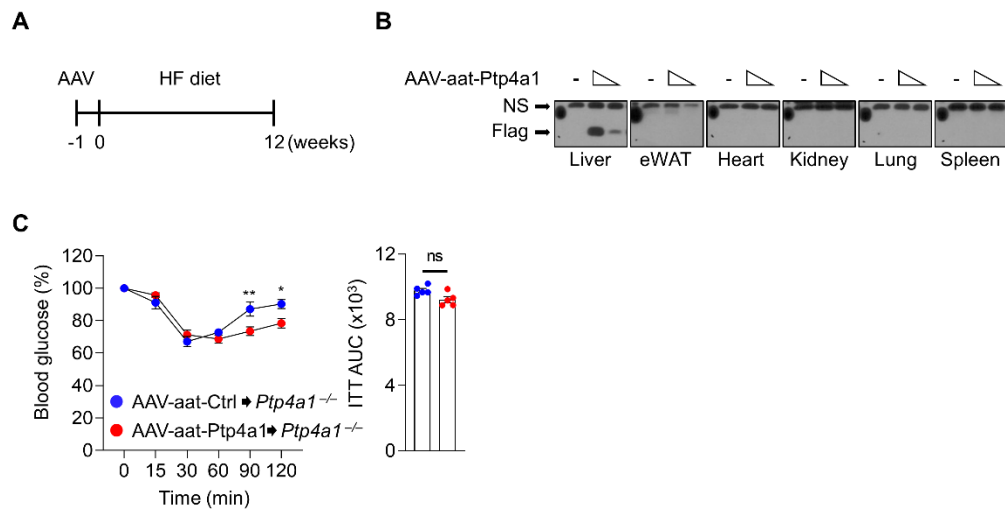 A
AAV HF diet
-1 0 12 (weeks)
B
AAV-aat-Ptp4a1 - - - - - -
NS
Flag
Liver eWAT Heart Kidney Lung Spleen
C
Blood glucose (%)
120
100
80
60
40
20
0
** *
AAV-aat-Ctrl Ptp4a1 –/–
AAV-aat-Ptp4a1 Ptp4a1 –/–
0 15 30 60 90 120
Time (min)
ITT AUC (x10³)
12
8
4
0
ns